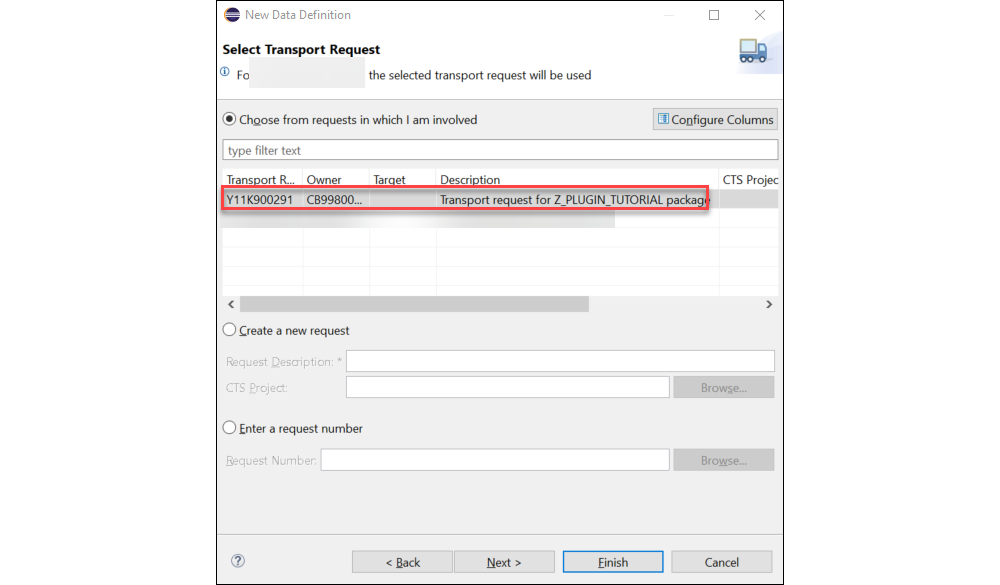 New Data Definition
Select Transport Request
Fo the selected transport request will be used
Choose from requests in which I am involved
Configure Columns
type filter text
Transport R... Owner Target Description CTS Projec
Y11K900291 CB99800... Transport request for Z_PLUGIN_TUTORIAL package
Create a new request
Request Description: *
CTS Project:
Browse...
Enter a request number
Request Number:
Browse...
< Back Next > Finish Cancel